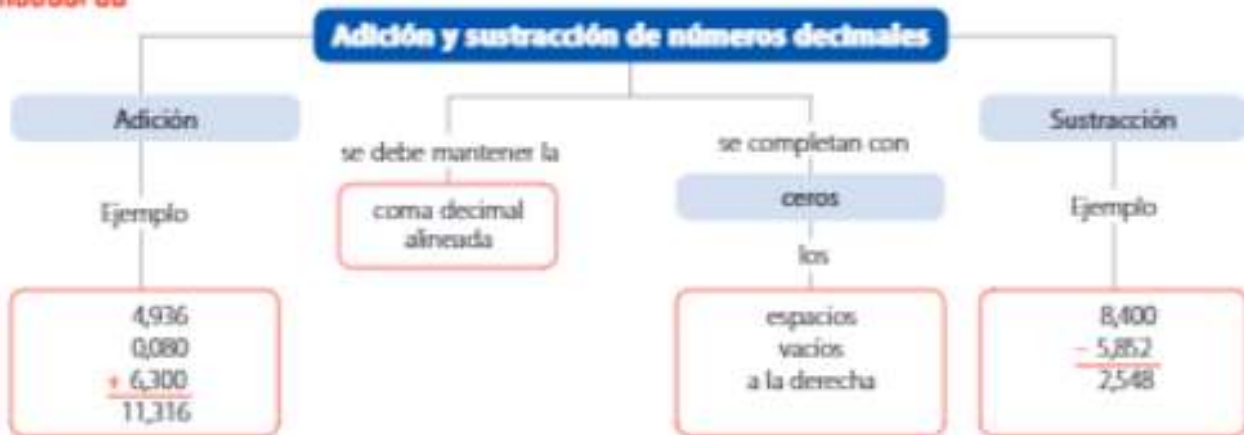 Adición y sustracción de números decimales
Adición
Ejemplo
4,936
0,080
+ 6,300
11,316
se debe mantener la
coma decimal
alineada
se completan con
ceros
los
espacios
vacíos
a la derecha
Sustracción
Ejemplo
8,400
- 5,852
2,548